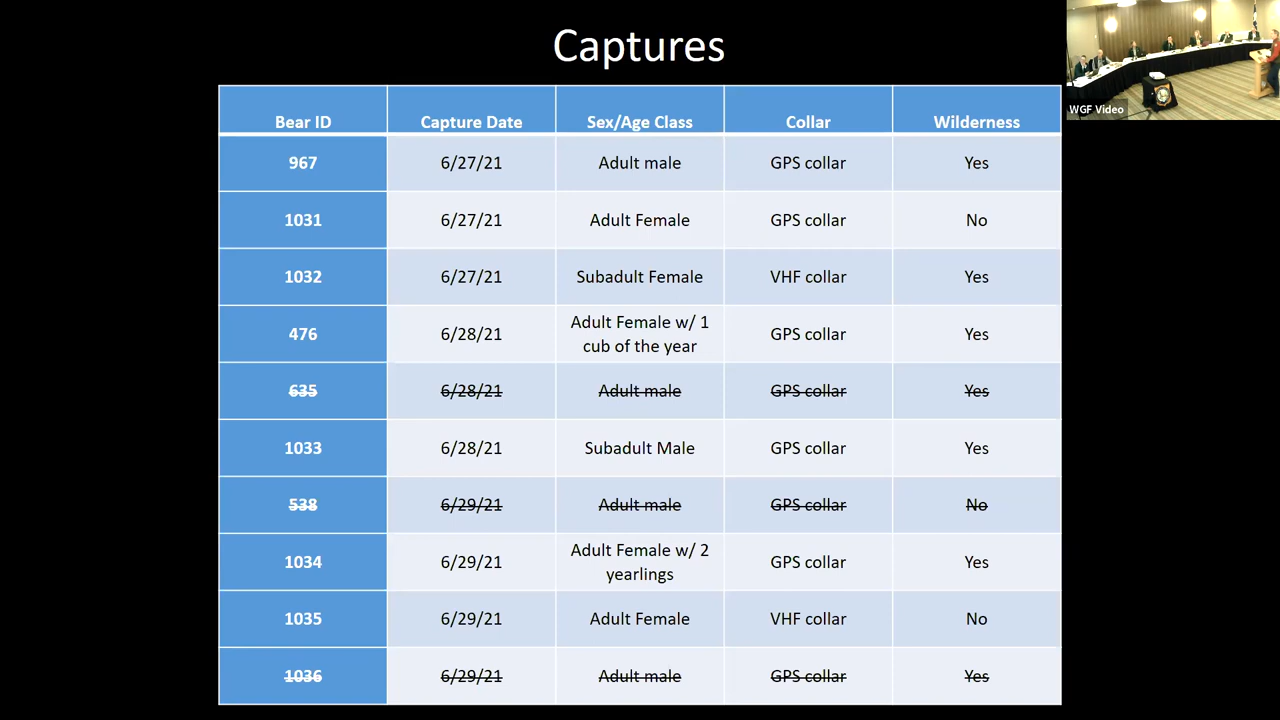 Captures
WGF Video
Bear ID Capture Date Sex/Age Class Collar Wilderness
967 6/27/21 Adult male GPS collar Yes
1031 6/27/21 Adult Female GPS collar No
1032 6/27/21 Subadult Female VHF collar Yes
476 6/28/21 Adult Female w/ 1 cub of the year GPS collar Yes
635 6/28/21 Adult male GPS collar Yes
1033 6/28/21 Subadult Male GPS collar Yes
538 6/29/21 Adult male GPS collar No
1034 6/29/21 Adult Female w/ 2 yearlings GPS collar Yes
1035 6/29/21 Adult Female VHF collar No
1036 6/29/21 Adult male GPS collar Yes